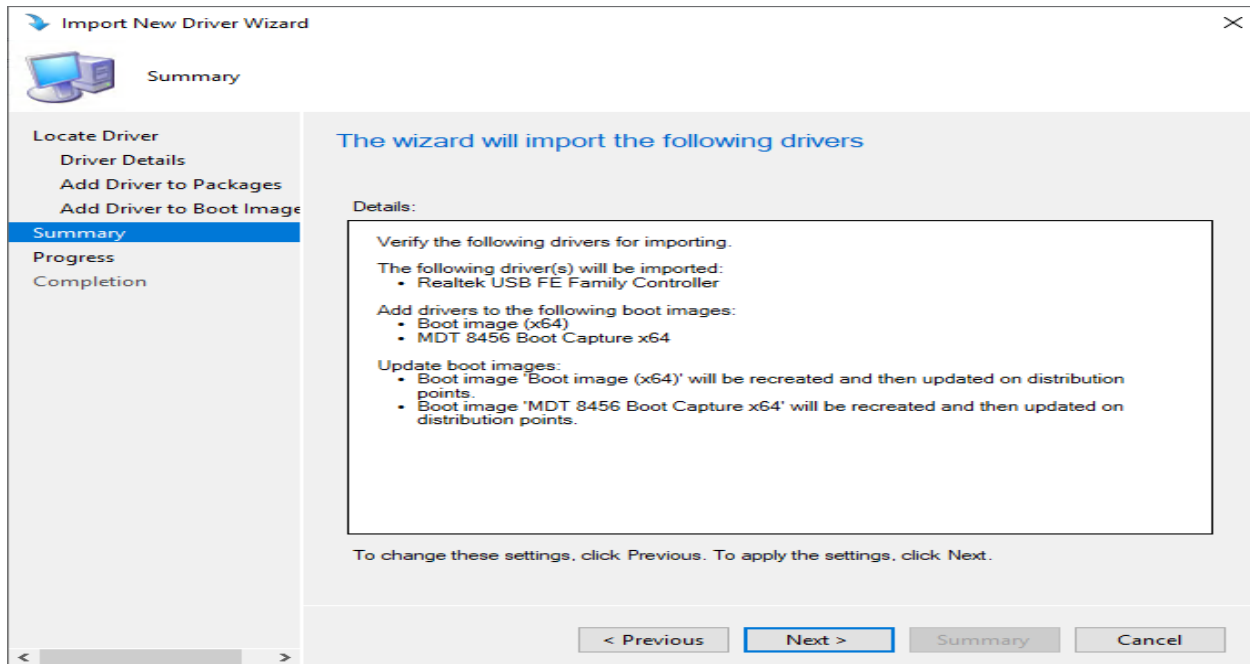 Import New Driver Wizard
Summary
Locate Driver
Driver Details
Add Driver to Packages
Add Driver to Boot Image
Summary
Progress
Completion
The wizard will import the following drivers
Details:
Verify the following drivers for importing.
The following driver(s) will be imported:
• Realtek USB FE Family Controller
Add drivers to the following boot images:
• Boot image (x64)
• MDT 8456 Boot Capture x64
Update boot images:
• Boot image 'Boot image (x64)' will be recreated and then updated on distribution
points.
• Boot image 'MDT 8456 Boot Capture x64' will be recreated and then updated on
distribution points.
To change these settings, click Previous. To apply the settings, click Next.
< Previous
Next >
Summary
Cancel